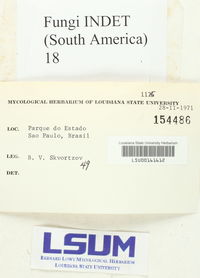 Fungi INDET
(South America)
18
MYCOLOGICAL HERBARIUM OF LOUISIANA STATE UNIVERSITY
28-11-1971
154486
LOC. Parque do Estado
Sao Paulo, Brasil
Louisiana State University Herbarium
LEG. B. V. Skvortzov
49
DET.
LSUM
BERNARD LOWY MYCOLOGICAL HERBARIUM
LOUISIANA STATE UNIVERSITY